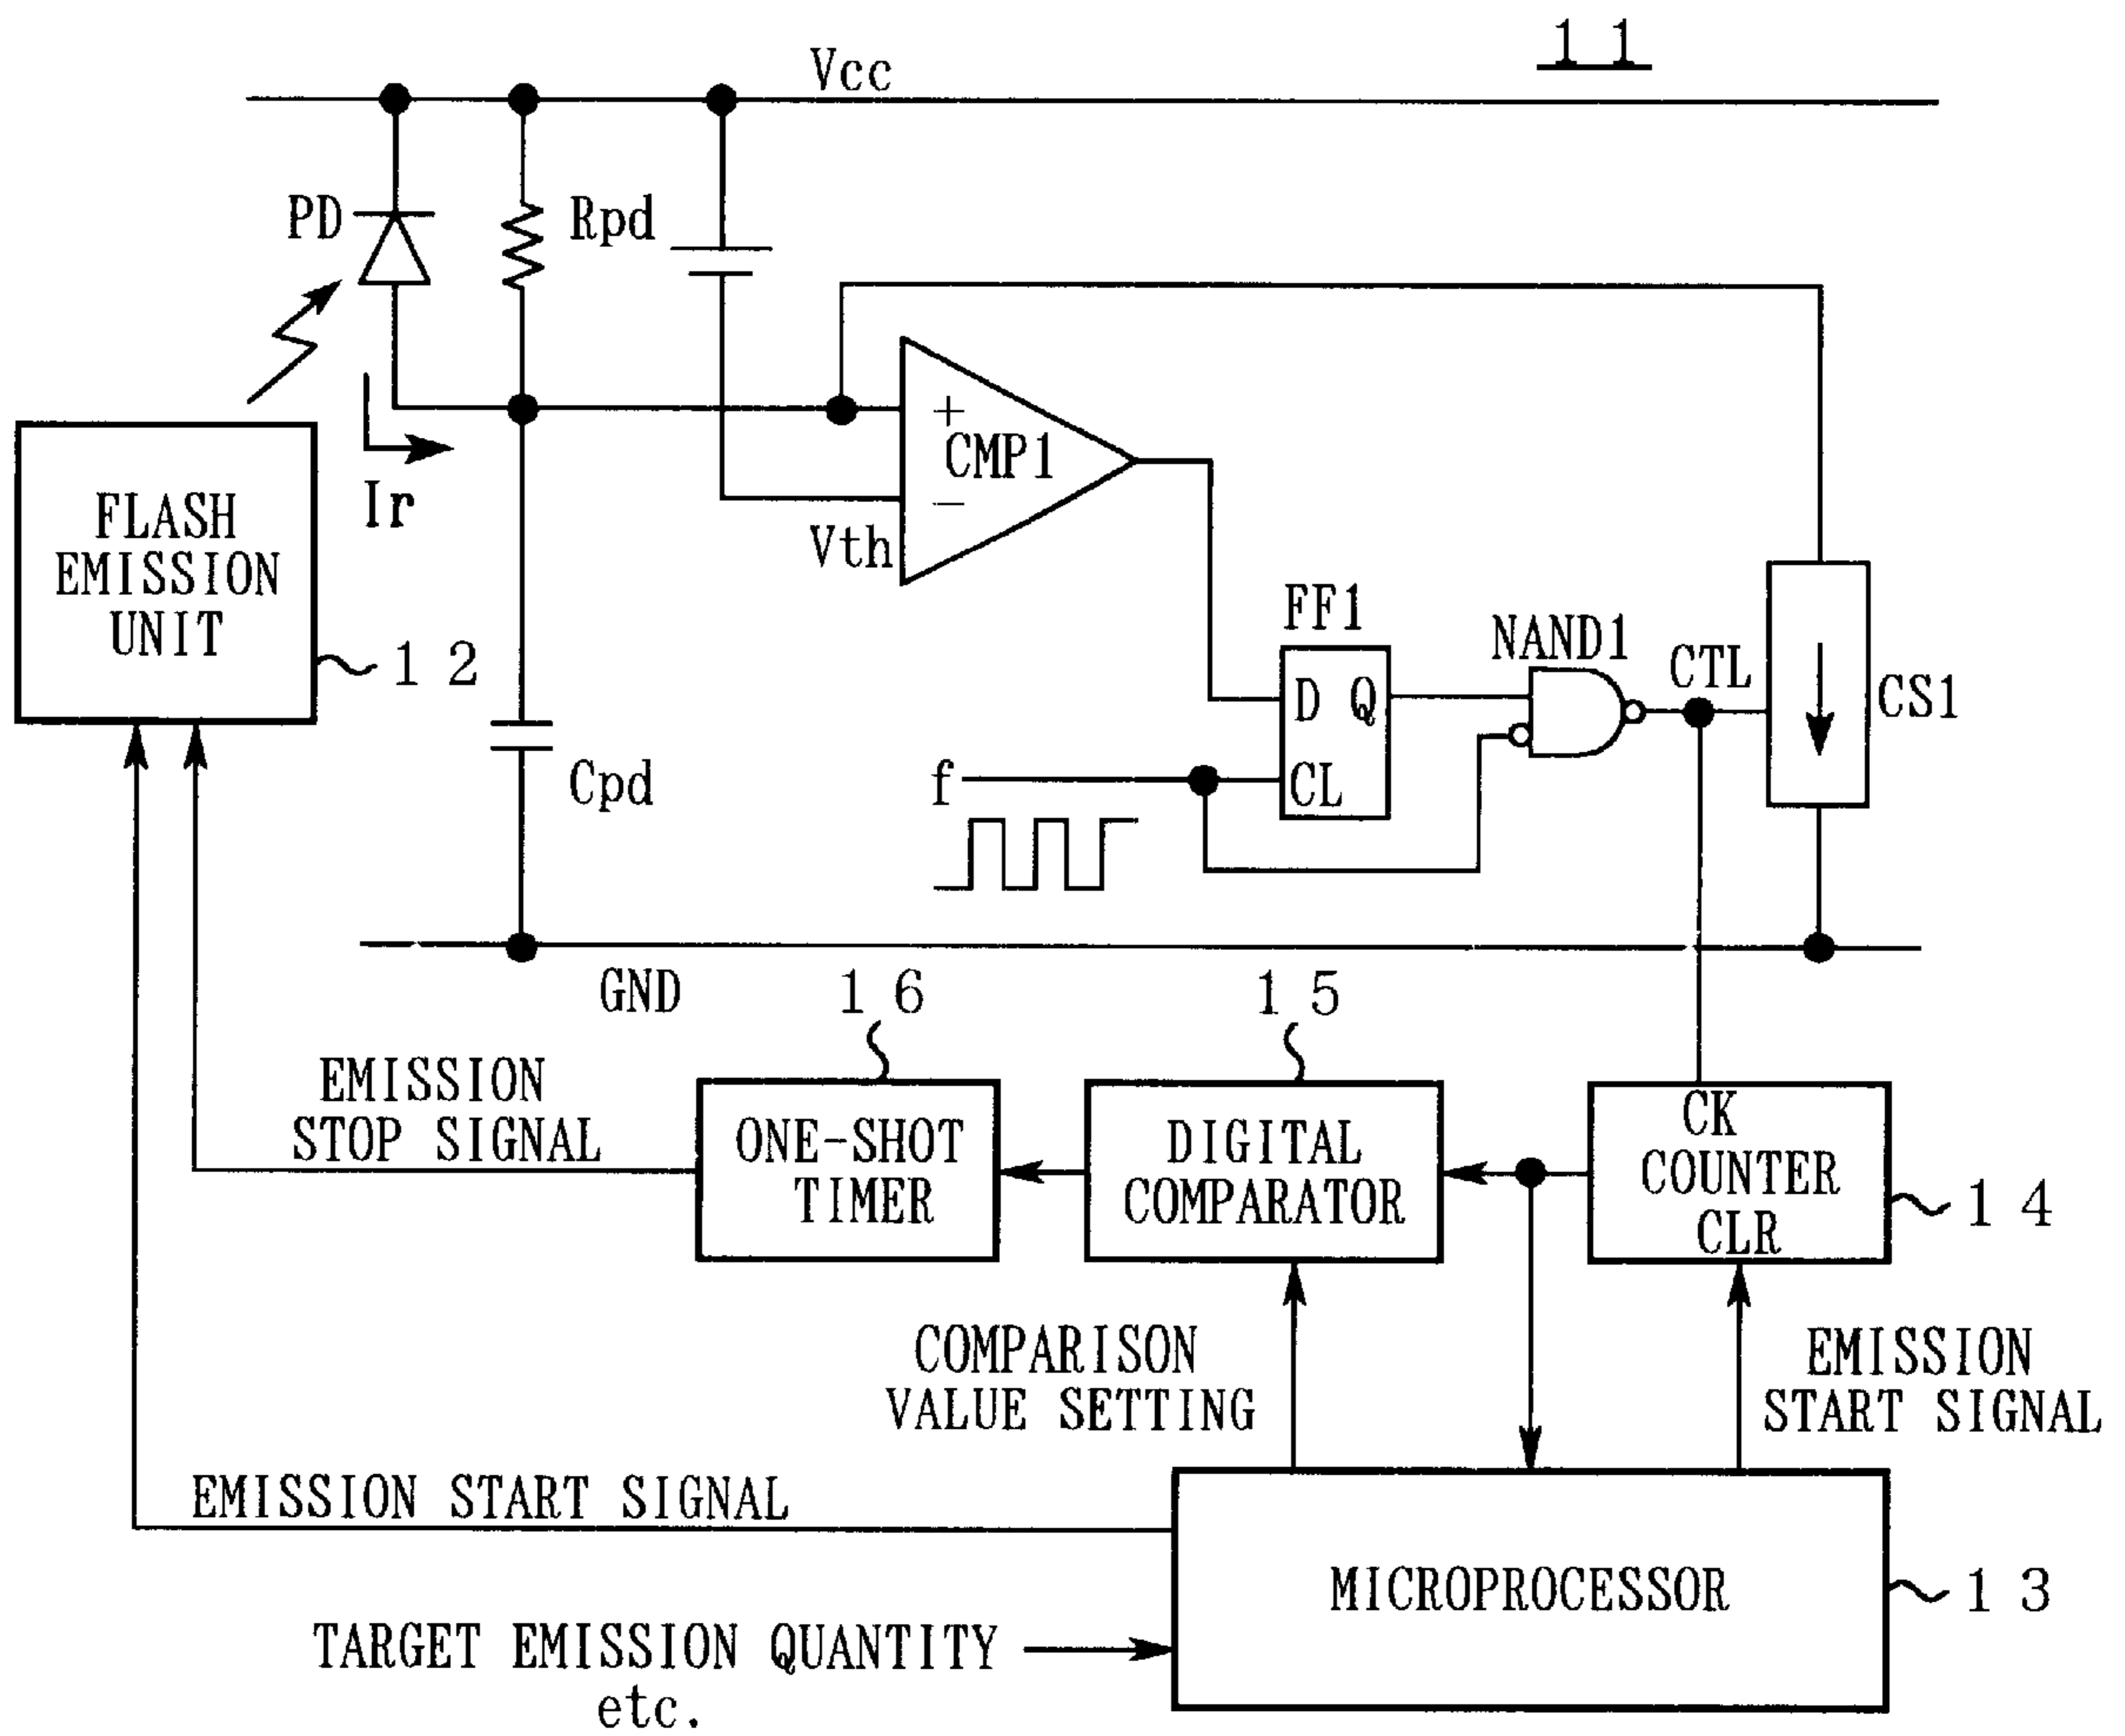 11
Vcc
PD
Rpd
+
CMP1
-
Ir
Vth
FLASH
EMISSION
UNIT
12
FF1
D Q
CL
NAND1
CTL
CS1
Cpd
f
GND
16
15
EMISSION
STOP SIGNAL
ONE-SHOT
TIMER
DIGITAL
COMPARATOR
CK
COUNTER
CLR
14
COMPARISON
VALUE SETTING
EMISSION
START SIGNAL
EMISSION START SIGNAL
MICROPROCESSOR
13
TARGET EMISSION QUANTITY
etc.